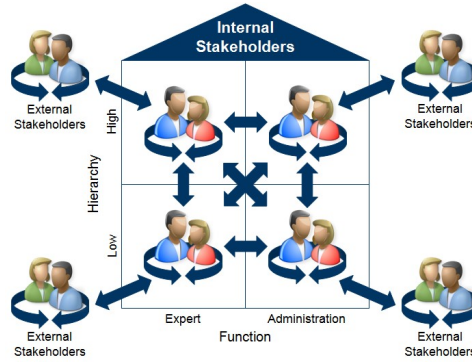 Internal
Stakeholders
External
Stakeholders
External
Stakeholders
High
Hierarchy
Low
External
Stakeholders
External
Stakeholders
Expert
Administration
Function